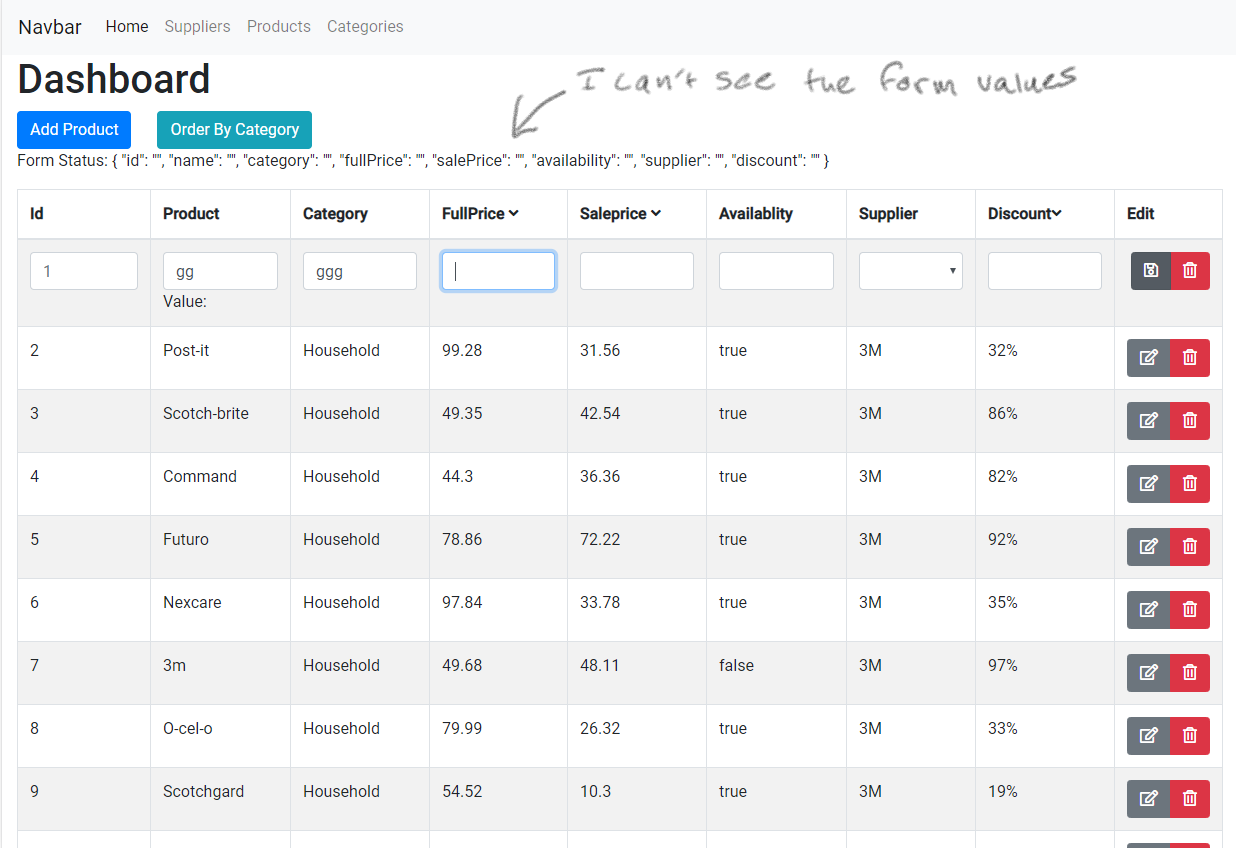 Navbar Home Suppliers Products Categories
Dashboard
I can't see the form values
Add Product Order By Category
Form Status: { "id": "", "name": "", "category": "", "fullPrice": "", "salePrice": "", "availability": "", "supplier": "", "discount": "" }
Id Product Category FullPrice Saleprice Availablity Supplier Discount Edit
1 gg ggg
Value:
2 Post-it Household 99.28 31.56 true 3M 32%
3 Scotch-brite Household 49.35 42.54 true 3M 86%
4 Command Household 44.3 36.36 true 3M 82%
5 Futuro Household 78.86 72.22 true 3M 92%
6 Nexcare Household 97.84 33.78 true 3M 35%
7 3m Household 49.68 48.11 false 3M 97%
8 O-cel-o Household 79.99 26.32 true 3M 33%
9 Scotchgard Household 54.52 10.3 true 3M 19%